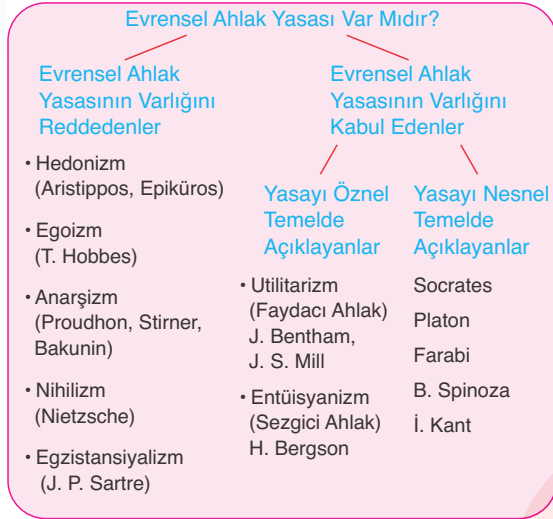 Evrensel Ahlak Yasası Var Mıdır?
Evrensel Ahlak
Yasasının Varlığını
Reddedenler
• Hedonizm
(Aristippos, Epiküros)
• Egoizm
(T. Hobbes)
• Anarşizm
(Proudhon, Stirner,
Bakunin)
• Nihilizm
(Nietzsche)
• Egzistansiyalizm
(J. P. Sartre)
Evrensel Ahlak
Yasasının Varlığını
Kabul Edenler
Yasayı Öznel
Temelde
Açıklayanlar
• Utilitarizm
(Faydacı Ahlak)
J. Bentham,
J. S. Mill
• Entüisyanizm
(Sezgici Ahlak)
H. Bergson
Yasayı Nesnel
Temelde
Açıklayanlar
Socrates
Platon
Farabi
B. Spinoza
İ. Kant